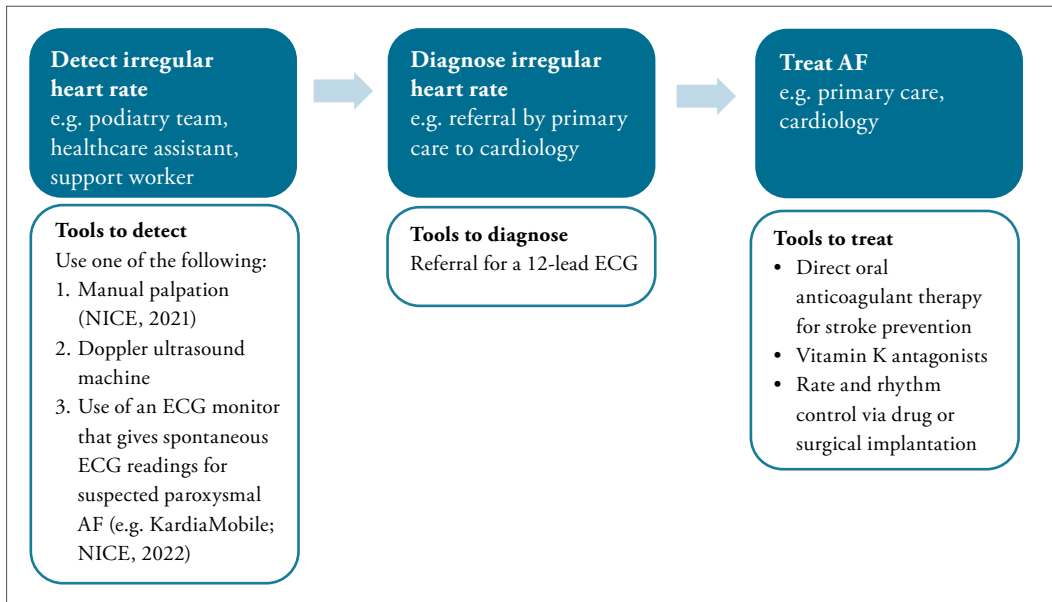 Detect irregular
heart rate
e.g. podiatry team,
healthcare assistant,
support worker
Diagnose irregular
heart rate
e.g. referral by primary
care to cardiology
Treat AF
e.g. primary care,
cardiology
Tools to detect
Use one of the following:
1. Manual palpation
(NICE, 2021)
2. Doppler ultrasound
machine
3. Use of an ECG monitor
that gives spontaneous
ECG readings for
suspected paroxysmal
AF (e.g. KardiaMobile;
NICE, 2022)
Tools to diagnose
Referral for a 12-lead ECG
Tools to treat
• Direct oral
anticoagulant therapy
for stroke prevention
• Vitamin K antagonists
• Rate and rhythm
control via drug or
surgical implantation